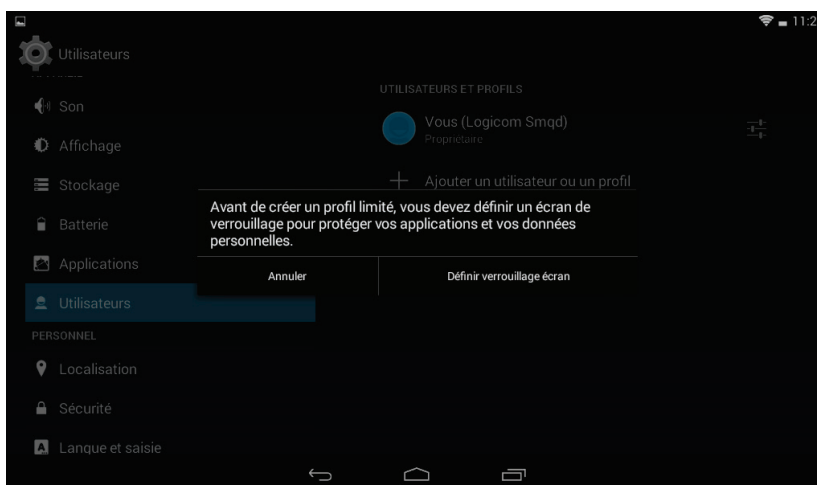 11:2
Utilisateurs
Son
Affichage
Stockage
Batterie
Applications
Utilisateurs
PERSONNEL
Localisation
Sécurité
Langue et saisie
UTILISATEURS ET PROFILS
Vous (Logicom Smqd)
Propriétaire
Ajouter un utilisateur ou un profil
Avant de créer un profil limité, vous devez définir un écran de
verrouillage pour protéger vos applications et vos données
personnelles.
Annuler
Définir verrouillage écran